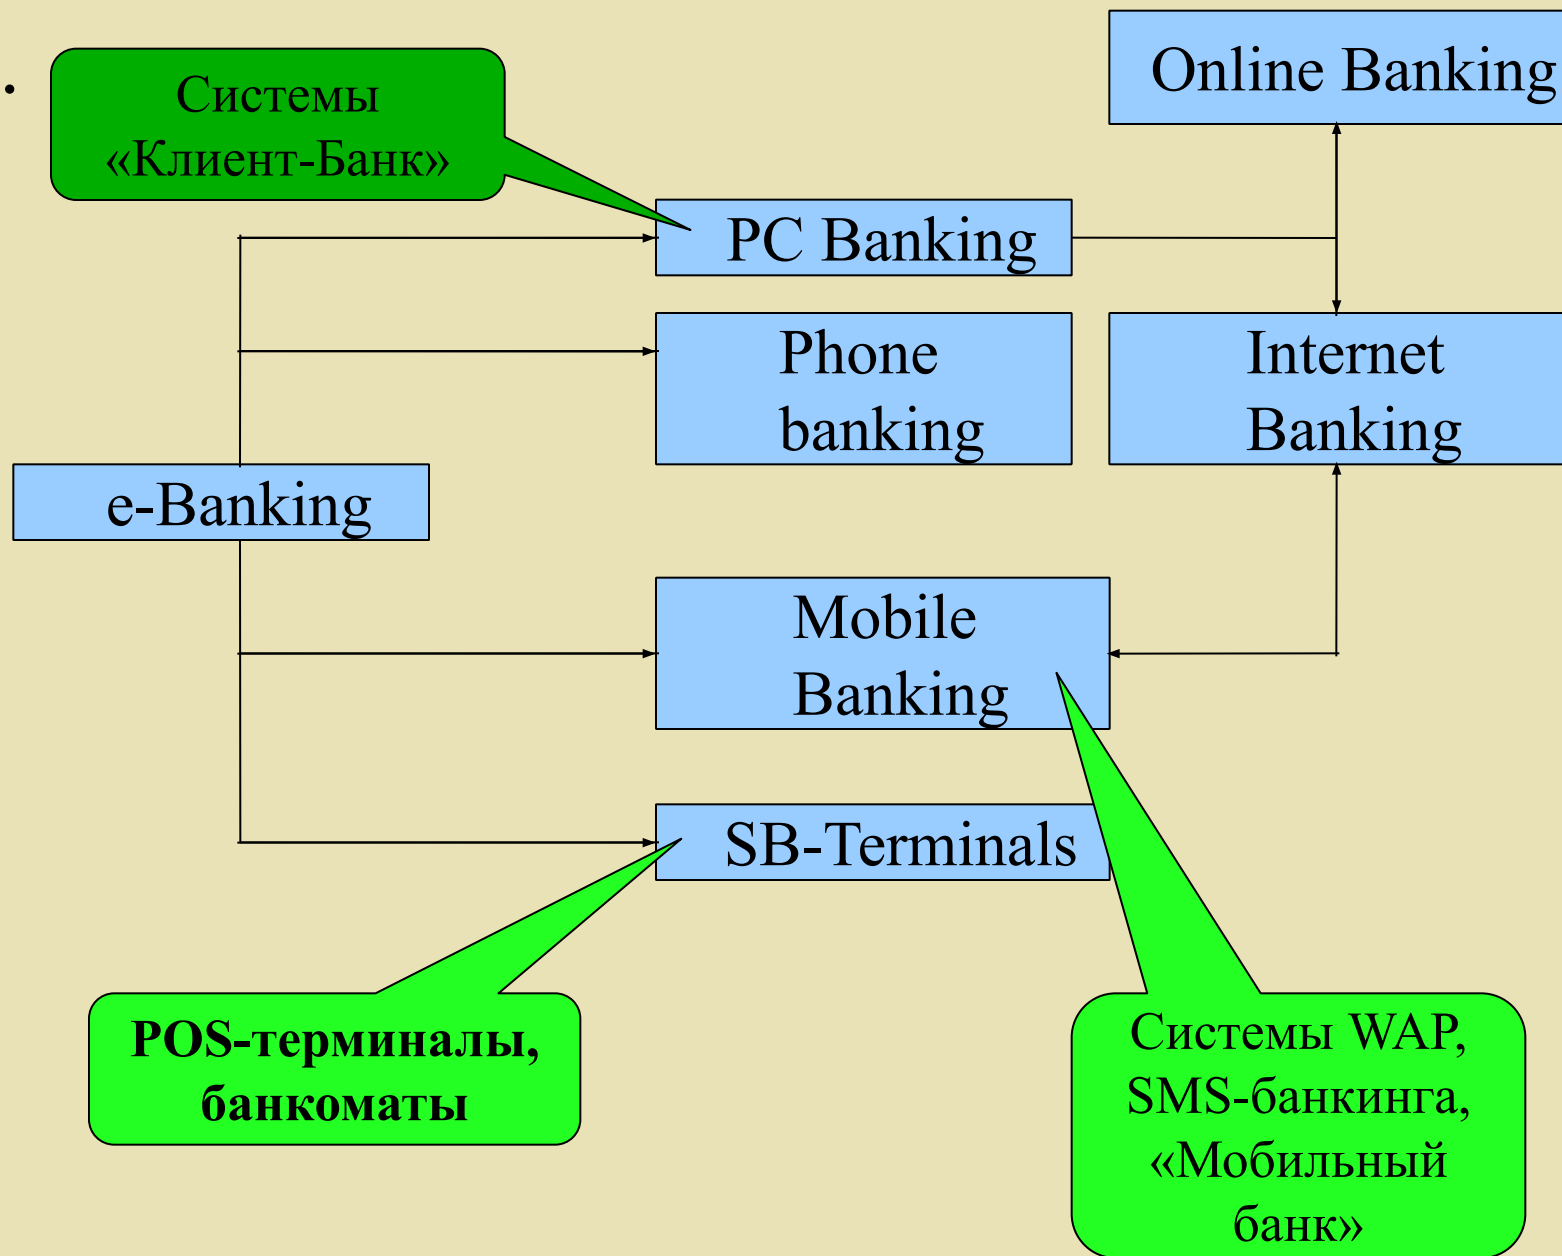 Online Banking
Системы
«Клиент-Банк»
PC Banking
Phone
banking
Internet
Banking
e-Banking
Mobile
Banking
SB-Terminals
POS-терминалы,
банкоматы
Системы WAP,
SMS-банкинга,
«Мобильный
банк»